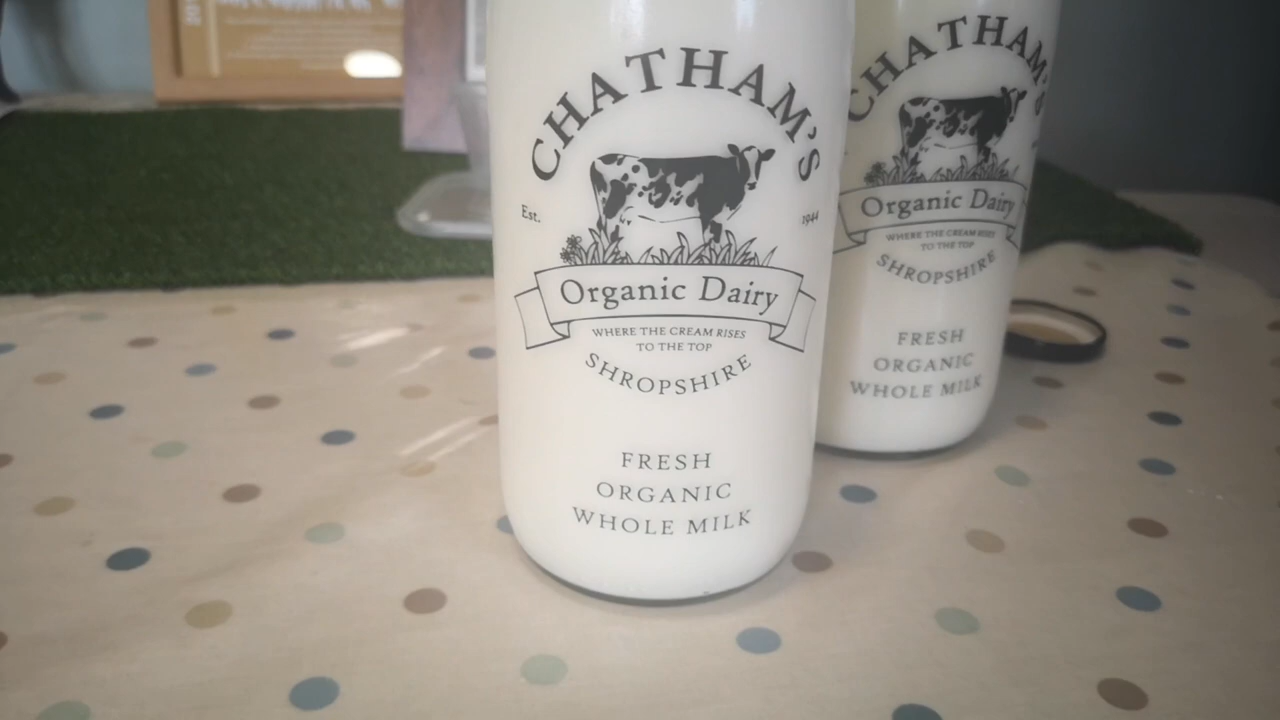 CHATHAM'S
Est. 1944
Organic Dairy
WHERE THE CREAM RISES
TO THE TOP
SHROPSHIRE
FRESH
ORGANIC
WHOLE MILK
CHATHAM'S
Organic Dairy
WHERE THE CREAM RISES
TO THE TOP
SHROPSHIRE
FRESH
ORGANIC
WHOLE MILK